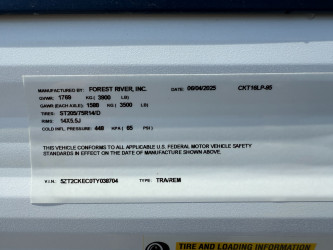 MANUFACTURED BY: FOREST RIVER, INC. DATE: 06/04/2025 CKT16LP-95
GVWR: 1769 KG ( 3900 LB)
GAWR (EACH AXLE) 1588 KG ( 3500 LB)
TIRES: ST205/75R14/D
RIMS: 14X5.5J
COLD INFL. PRESSURE: 448 KPA ( 65 PSI)
THIS VEHICLE CONFORMS TO ALL APPLICABLE U.S. FEDERAL MOTOR VEHICLE SAFETY
STANDARDS IN EFFECT ON THE DATE OF MANUFACTURE SHOWN ABOVE.
V.I.N.: 5ZT2CKEC0TY038704 TYPE: TRA/REM
TIRE AND LOADING INFORMATION